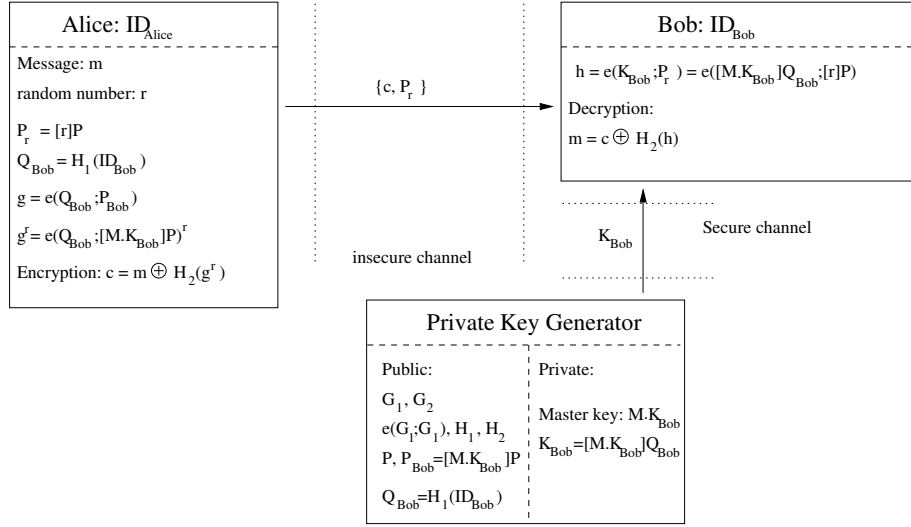 Alice: ID_Alice
Message: m
random number: r
P_r = [r]P
Q_Bob = H_1(ID_Bob)
g = e(Q_Bob;P_Bob)
g^r = e(Q_Bob;[M.K_Bob]P)^r
Encryption: c = m ⊕ H_2(g^r)
{c, P_r }
insecure channel
Bob: ID_Bob
h = e(K_Bob;P_r) = e([M.K_Bob]Q_Bob;[r]P)
Decryption:
m = c ⊕ H_2(h)
K_Bob
Secure channel
Private Key Generator
Public:
G_1, G_2
e(G_1;G_1), H_1, H_2
P, P_Bob=[M.K_Bob]P
Q_Bob=H_1(ID_Bob)
Private:
Master key: M.K_Bob
K_Bob=[M.K_Bob]Q_Bob